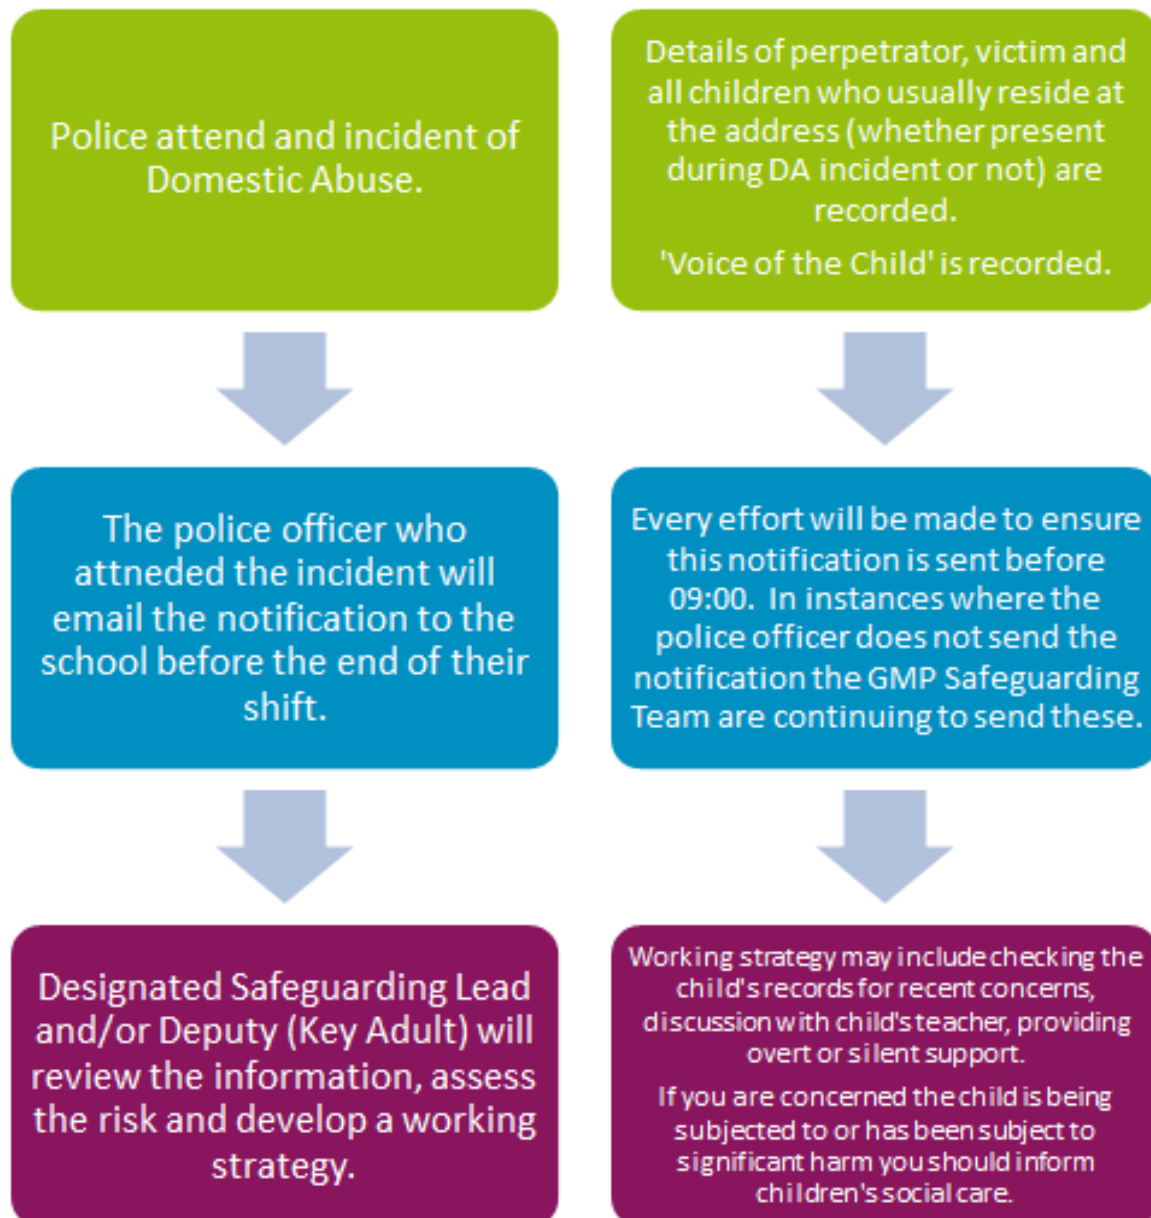 Police attend and incident of
Domestic Abuse.
Details of perpetrator, victim and
all children who usually reside at
the address (whether present
during DA incident or not) are
recorded.
'Voice of the Child' is recorded.
The police officer who
attneded the incident will
email the notification to the
school before the end of their
shift.
Every effort will be made to ensure
this notification is sent before
09:00. In instances where the
police officer does not send the
notification the GMP Safeguarding
Team are continuing to send these.
Designated Safeguarding Lead
and/or Deputy (Key Adult) will
review the information, assess
the risk and develop a working
strategy.
Working strategy may include checking the
child's records for recent concerns,
discussion with child's teacher, providing
overt or silent support.
If you are concerned the child is being
subjected to or has been subject to
significant harm you should inform
children's social care.